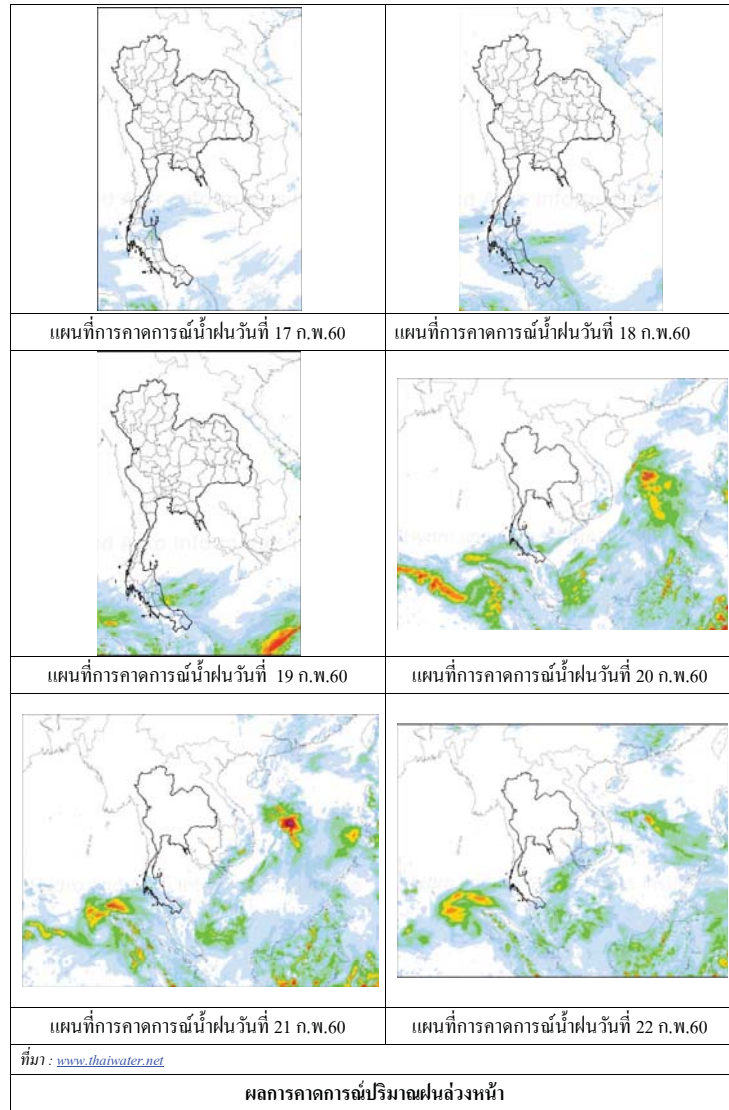 แผนที่การคาดการณ์น้ำฝนวันที่ 17 ก.พ.60
แผนที่การคาดการณ์น้ำฝนวันที่ 18 ก.พ.60
แผนที่การคาดการณ์น้ำฝนวันที่ 19 ก.พ.60
แผนที่การคาดการณ์น้ำฝนวันที่ 20 ก.พ.60
แผนที่การคาดการณ์น้ำฝนวันที่ 21 ก.พ.60
แผนที่การคาดการณ์น้ำฝนวันที่ 22 ก.พ.60
ที่มา : www.thaiwater.net
ผลการคาดการณ์ปริมาณฝนล่วงหน้า